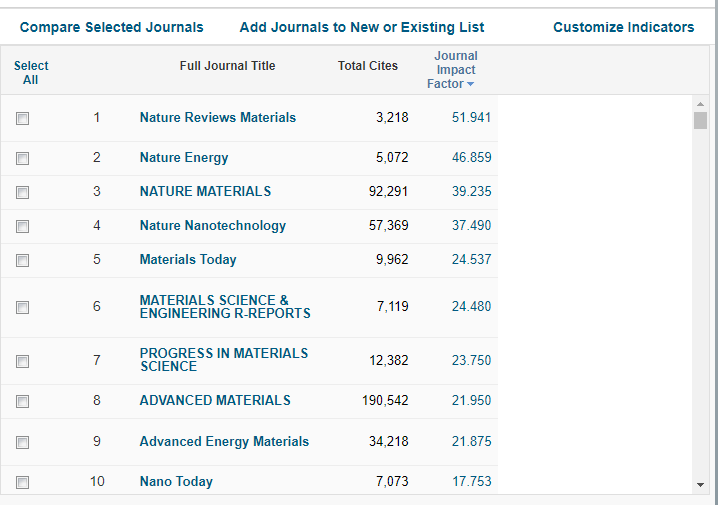 Compare Selected Journals Add Journals to New or Existing List Customize Indicators
Select All Full Journal Title Total Cites Journal Impact Factor
1 Nature Reviews Materials 3,218 51.941
2 Nature Energy 5,072 46.859
3 NATURE MATERIALS 92,291 39.235
4 Nature Nanotechnology 57,369 37.490
5 Materials Today 9,962 24.537
6 MATERIALS SCIENCE & ENGINEERING R-REPORTS 7,119 24.480
7 PROGRESS IN MATERIALS SCIENCE 12,382 23.750
8 ADVANCED MATERIALS 190,542 21.950
9 Advanced Energy Materials 34,218 21.875
10 Nano Today 7,073 17.753